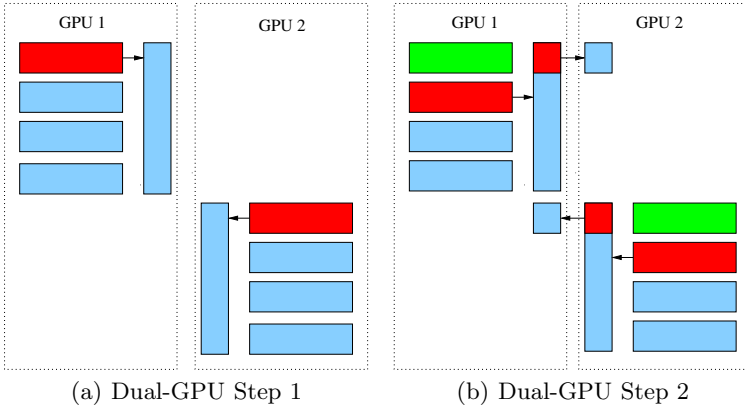 GPU 1
GPU 2
GPU 1
GPU 2
(a) Dual-GPU Step 1
(b) Dual-GPU Step 2